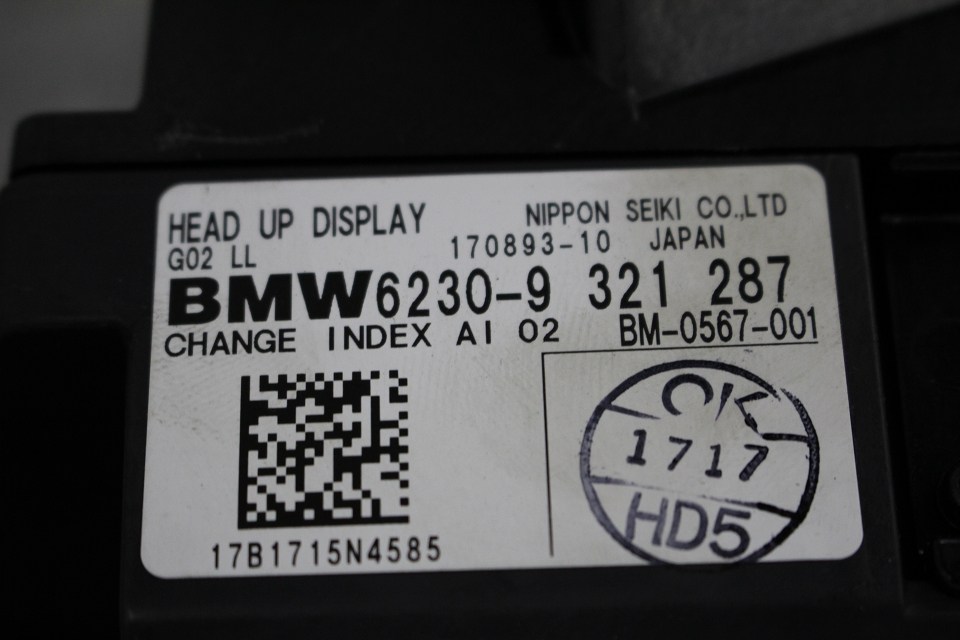 HEAD UP DISPLAY
NIPPON SEIKI CO.,LTD
G02 LL
170893-10 JAPAN
BMW6230-9 321 287
CHANGE INDEX AI 02
BM-0567-001
OK
1717
HD5
17B1715N4585